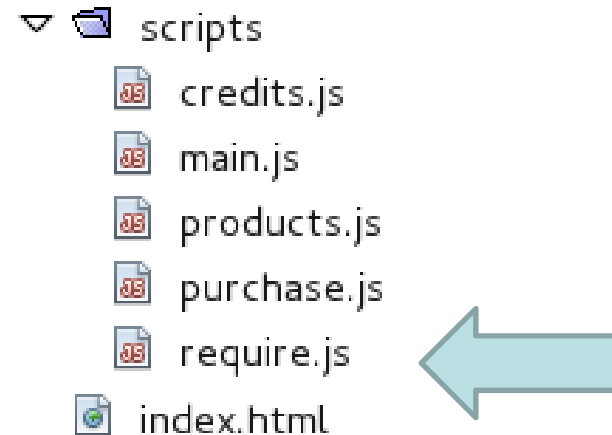 scripts
credits.js
main.js
products.js
purchase.js
require.js
index.html